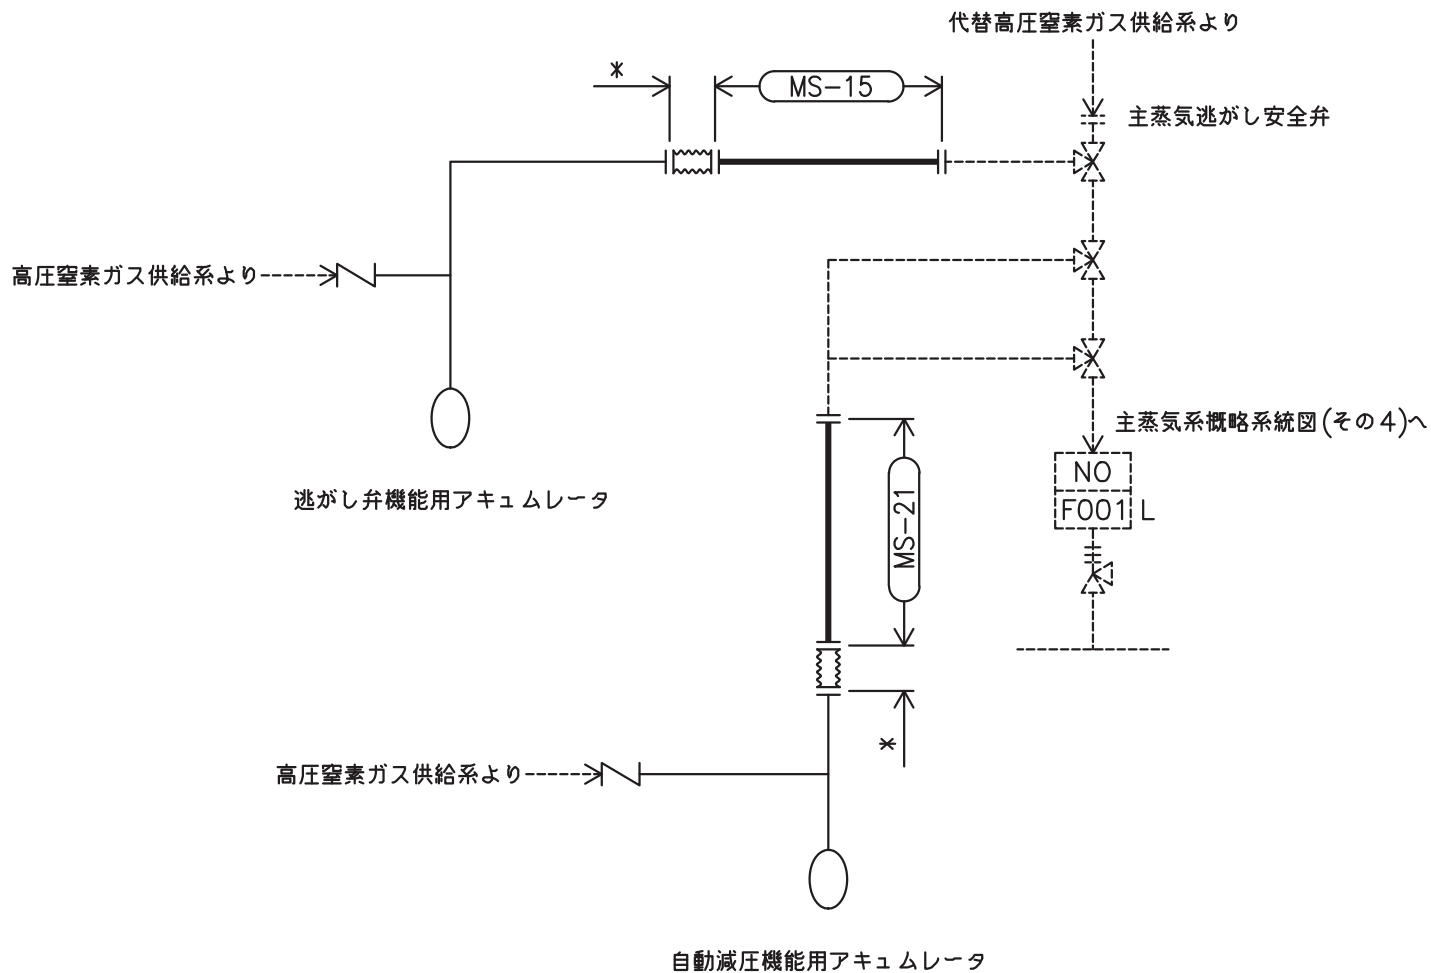 代替高圧窒素ガス供給系より
*
MS-15
主蒸気逃がし安全弁
高圧窒素ガス供給系より
主蒸気系概略系統図(その4)へ
NO
F001 L
逃がし弁機能用アキュムレータ
MS-21
*
高圧窒素ガス供給系より
自動減圧機能用アキュムレータ